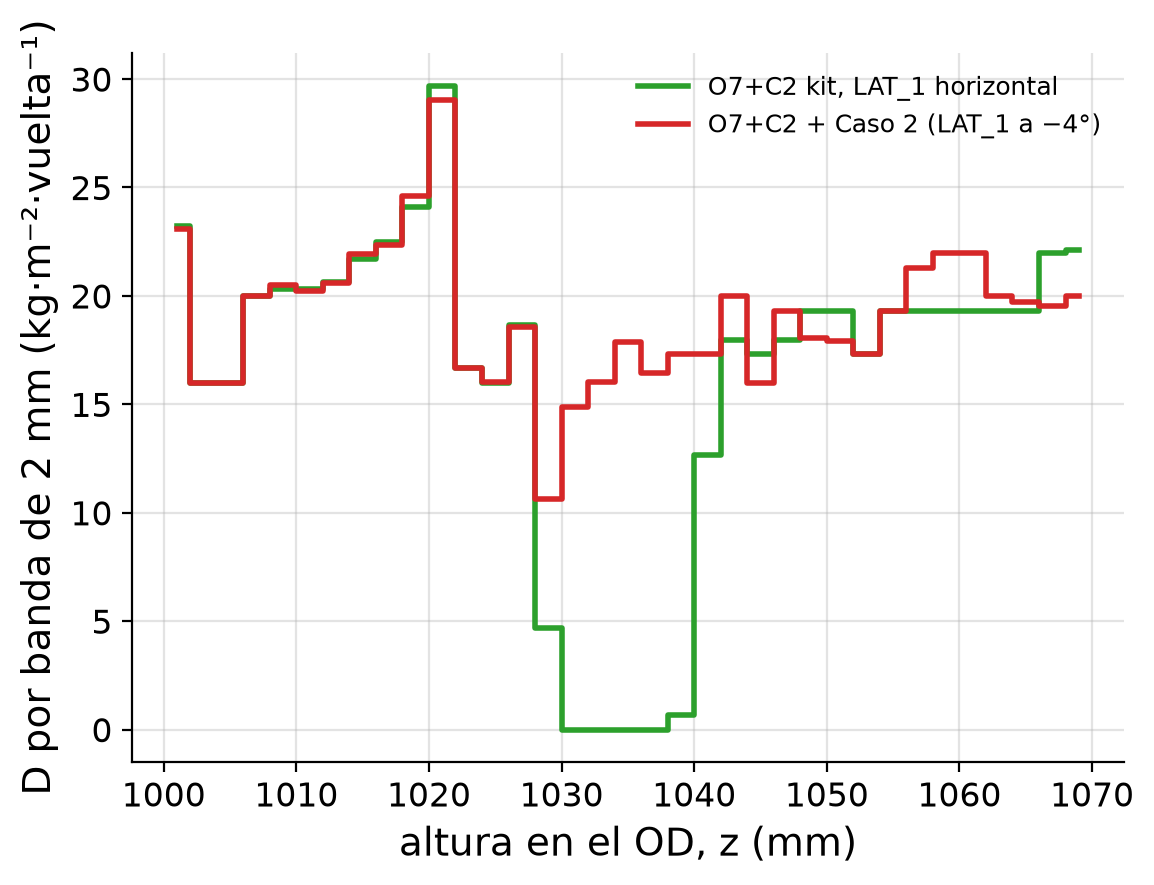 D por banda de 2 mm (kg·m⁻²·vuelta⁻¹)
30
25
20
15
10
5
0
O7+C2 kit, LAT_1 horizontal
O7+C2 + Caso 2 (LAT_1 a −4°)
1000 1010 1020 1030 1040 1050 1060 1070
altura en el OD, z (mm)